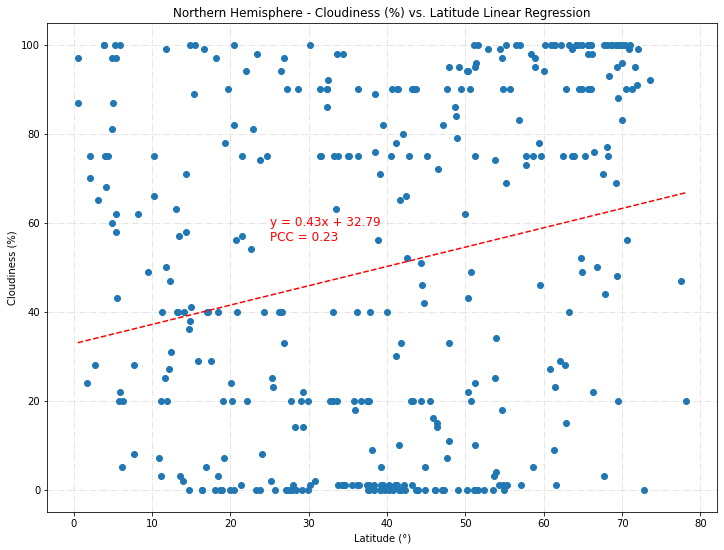 Northern Hemisphere - Cloudiness (%) vs. Latitude Linear Regression
100
80
60
40
20
0
Cloudiness (%)
y = 0.43x + 32.79
PCC = 0.23
0 10 20 30 40 50 60 70 80
Latitude (°)